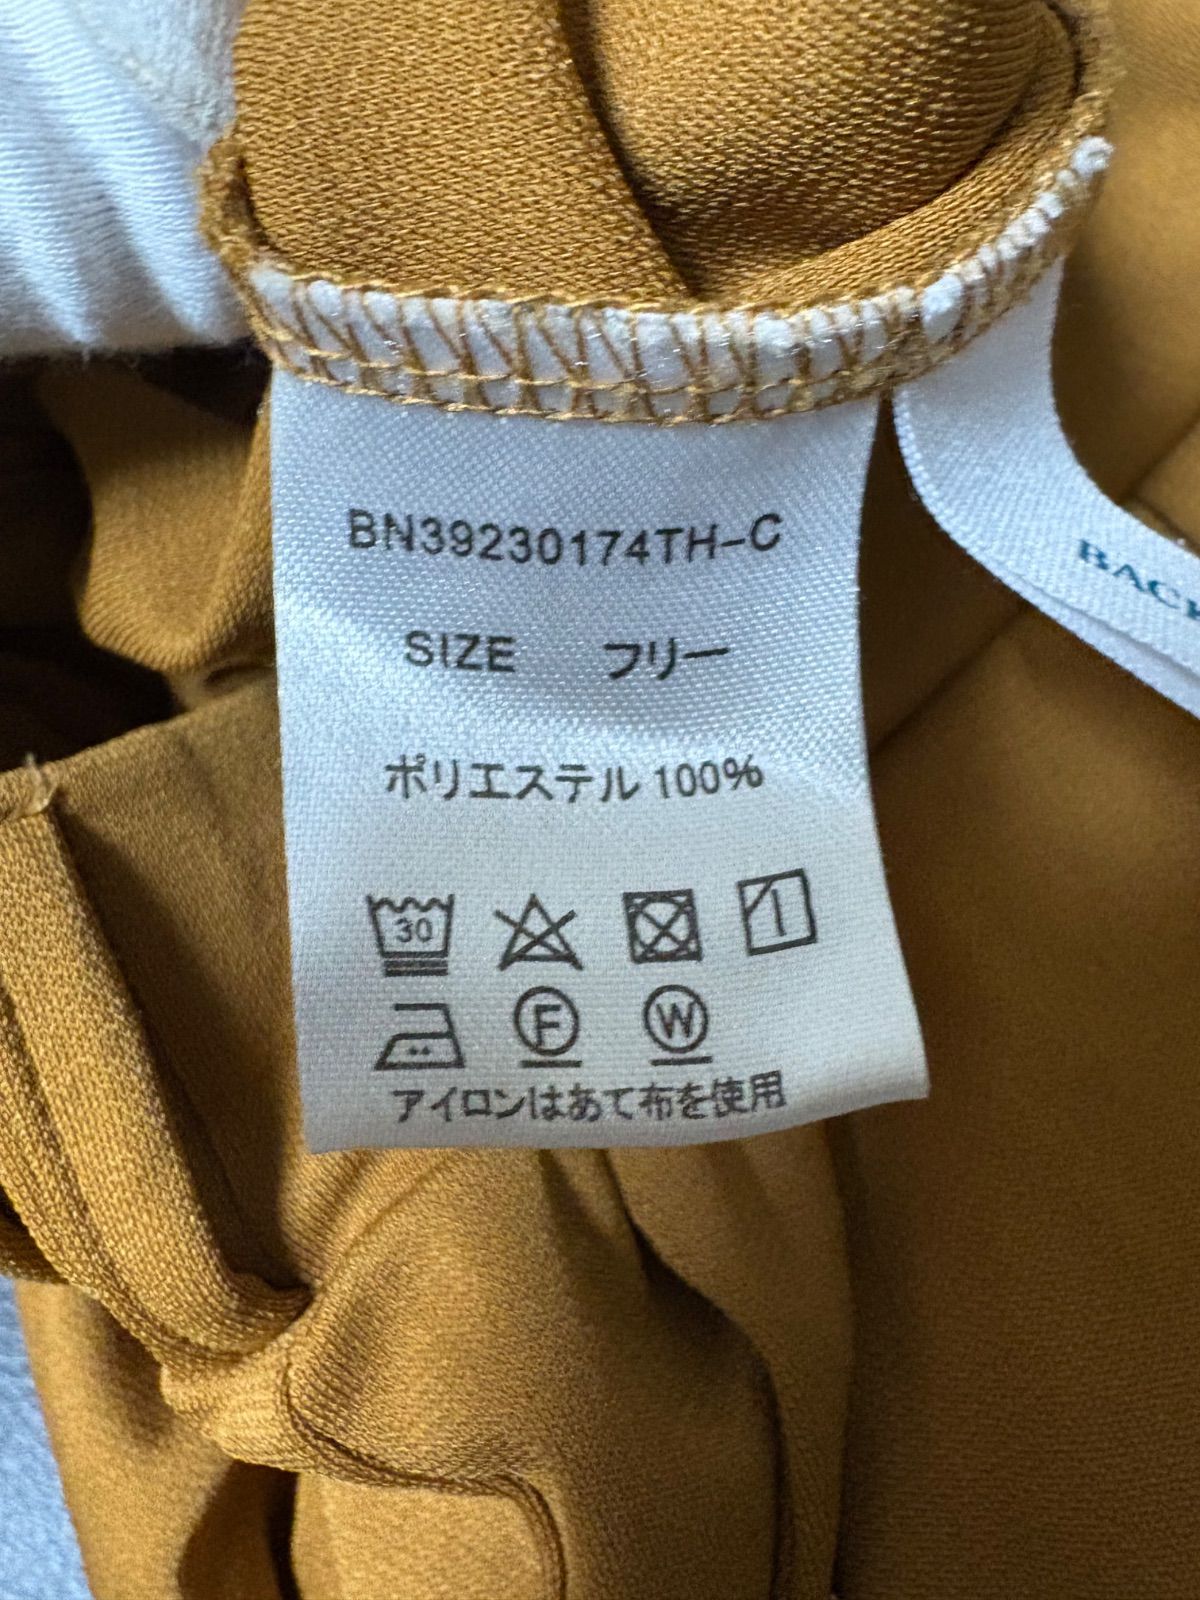 BN39230174TH-C
SIZE フリー
ポリエステル 100%
30
F W
アイロンはあて布を使用
BACK